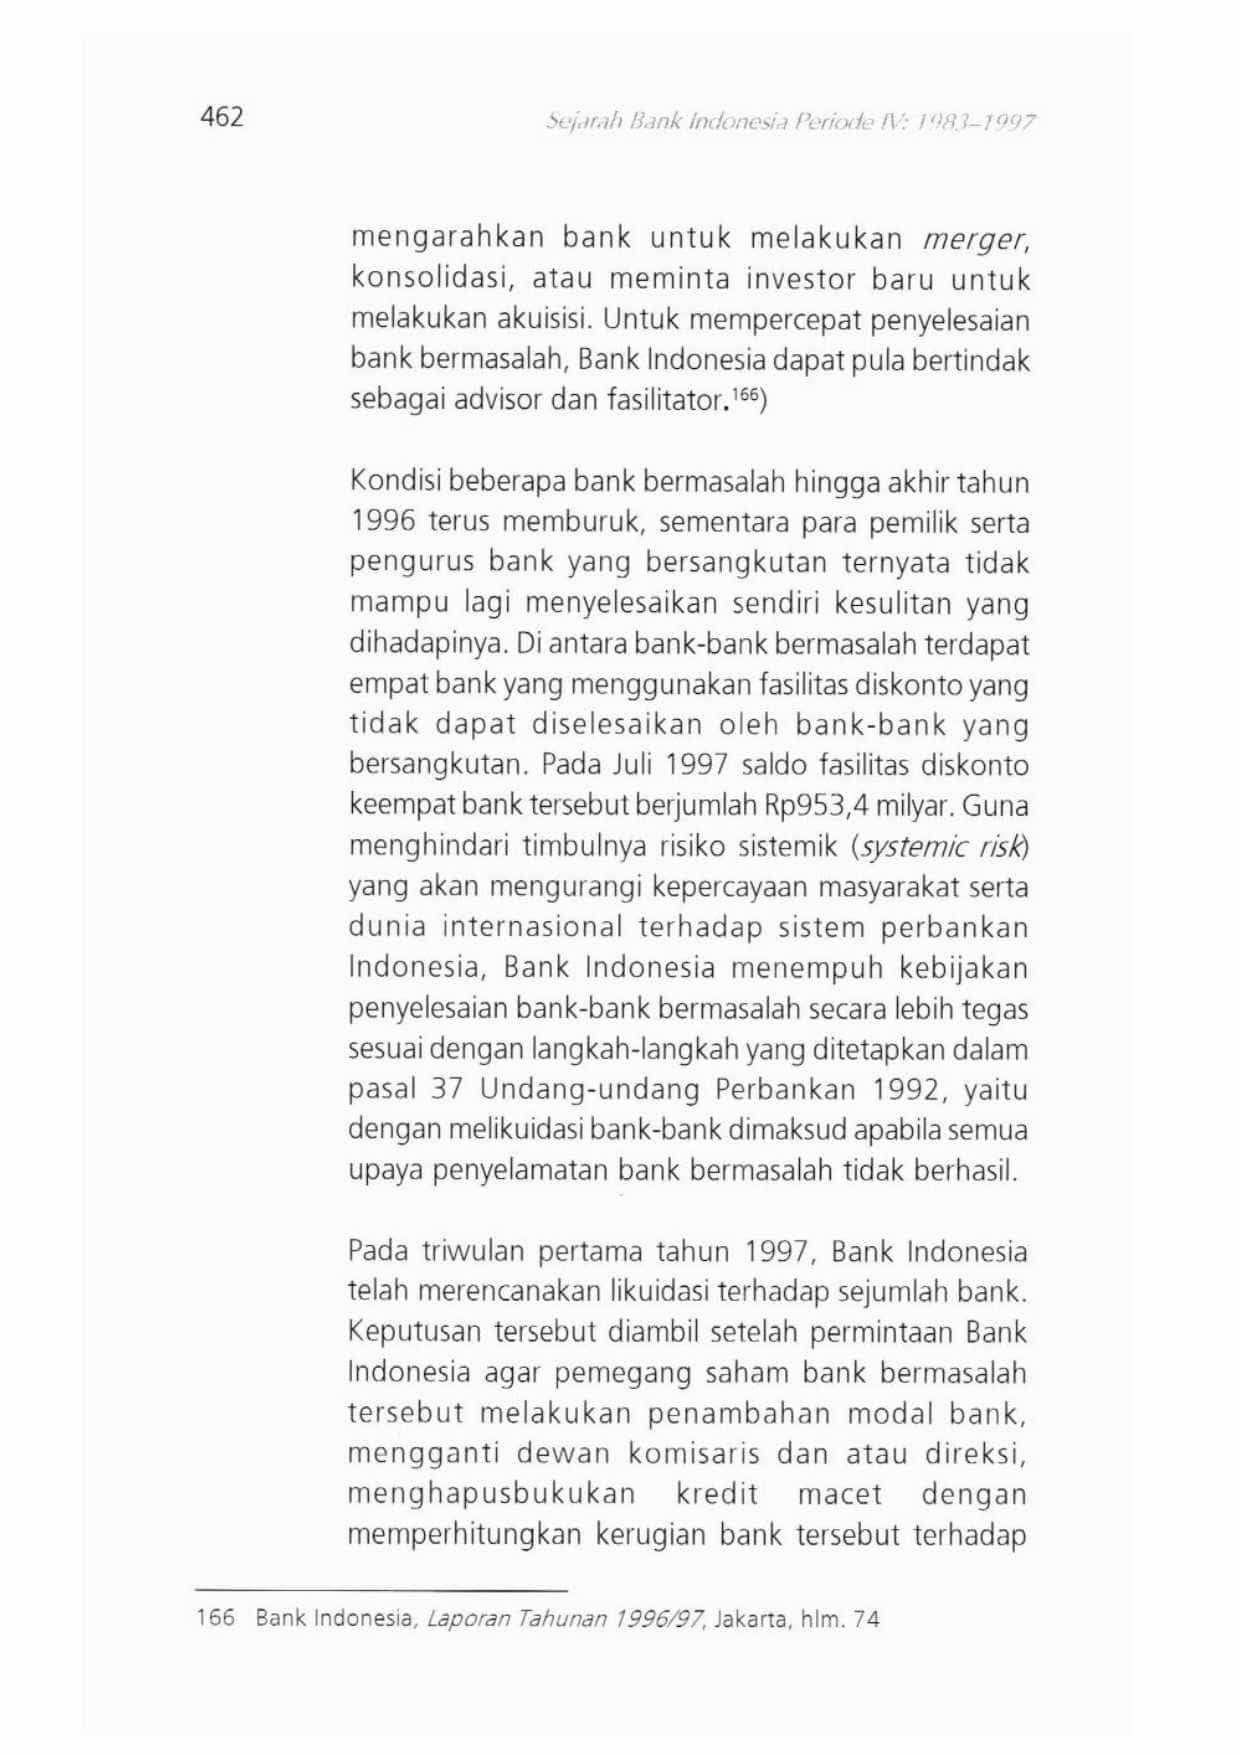 462
Sejarah Bank Indonesia Periode IV: 1983–1997
mengarahkan bank untuk melakukan merger,
konsolidasi, atau meminta investor baru untuk
melakukan akuisisi. Untuk mempercepat penyelesaian
bank bermasalah, Bank Indonesia dapat pula bertindak
sebagai advisor dan fasilitator.¹⁶⁶)
Kondisi beberapa bank bermasalah hingga akhir tahun
1996 terus memburuk, sementara para pemilik serta
pengurus bank yang bersangkutan ternyata tidak
mampu lagi menyelesaikan sendiri kesulitan yang
dihadapinya. Di antara bank-bank bermasalah terdapat
empat bank yang menggunakan fasilitas diskonto yang
tidak dapat diselesaikan oleh bank-bank yang
bersangkutan. Pada Juli 1997 saldo fasilitas diskonto
keempat bank tersebut berjumlah Rp953,4 milyar. Guna
menghindari timbulnya risiko sistemik (systemic risk)
yang akan mengurangi kepercayaan masyarakat serta
dunia internasional terhadap sistem perbankan
Indonesia, Bank Indonesia menempuh kebijakan
penyelesaian bank-bank bermasalah secara lebih tegas
sesuai dengan langkah-langkah yang ditetapkan dalam
pasal 37 Undang-undang Perbankan 1992, yaitu
dengan melikuidasi bank-bank dimaksud apabila semua
upaya penyelamatan bank bermasalah tidak berhasil.
Pada triwulan pertama tahun 1997, Bank Indonesia
telah merencanakan likuidasi terhadap sejumlah bank.
Keputusan tersebut diambil setelah permintaan Bank
Indonesia agar pemegang saham bank bermasalah
tersebut melakukan penambahan modal bank,
mengganti dewan komisaris dan atau direksi,
menghapusbukukan kredit macet dengan
memperhitungkan kerugian bank tersebut terhadap
166 Bank Indonesia, Laporan Tahunan 1996/97, Jakarta, hlm. 74